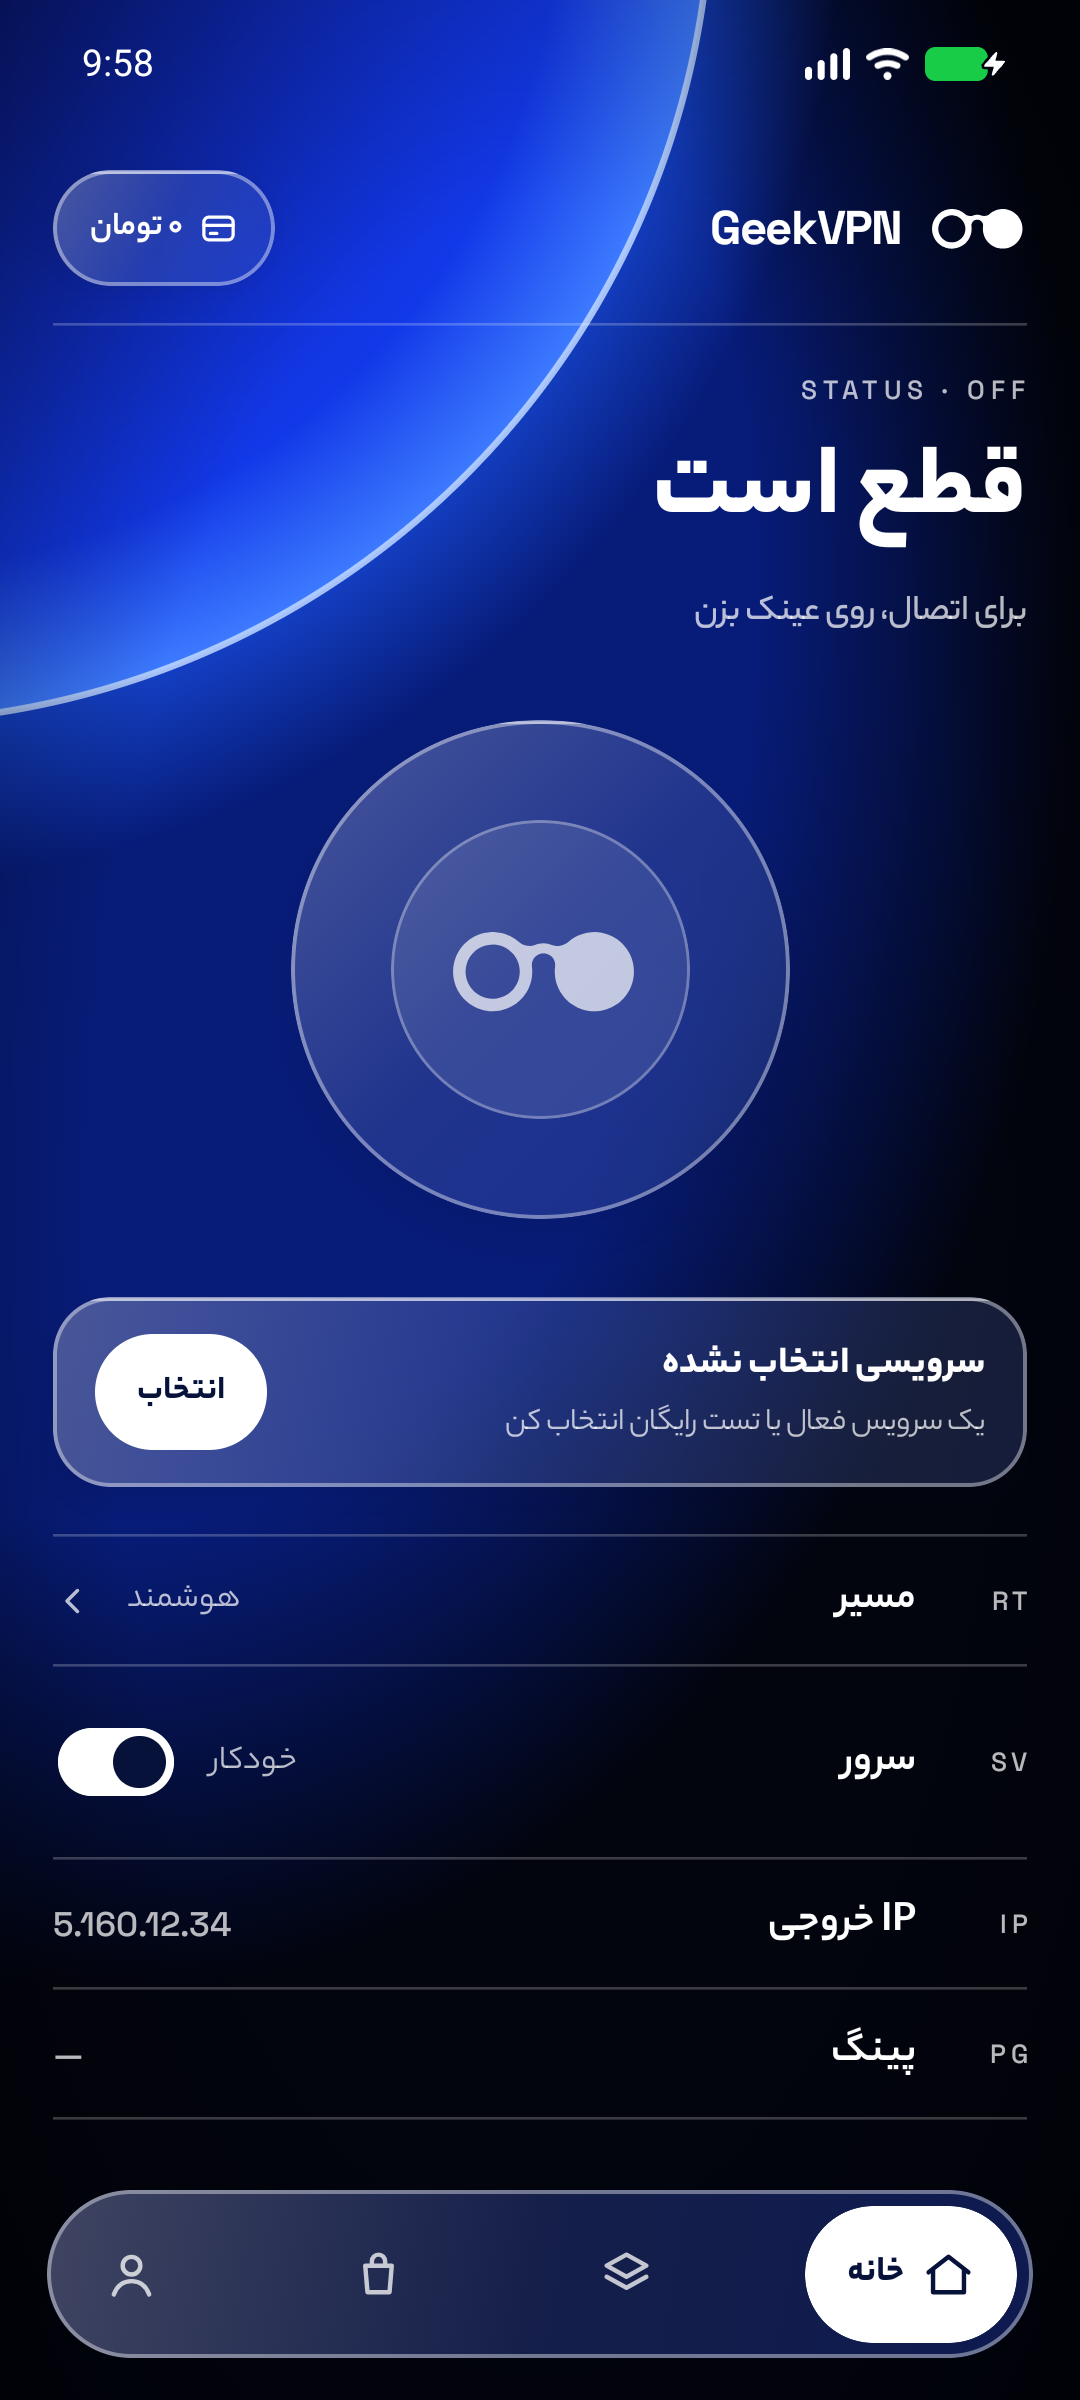 9:58
GeekVPN
۰ تومان
STATUS · OFF
قطع است
برای اتصال، روی عینک بزن
سرویسی انتخاب نشده
یک سرویس فعال یا تست رایگان انتخاب کن
انتخاب
RT مسیر هوشمند
SV سرور خودکار
IP IP خروجی 5.160.12.34
PG پینگ —
خانه